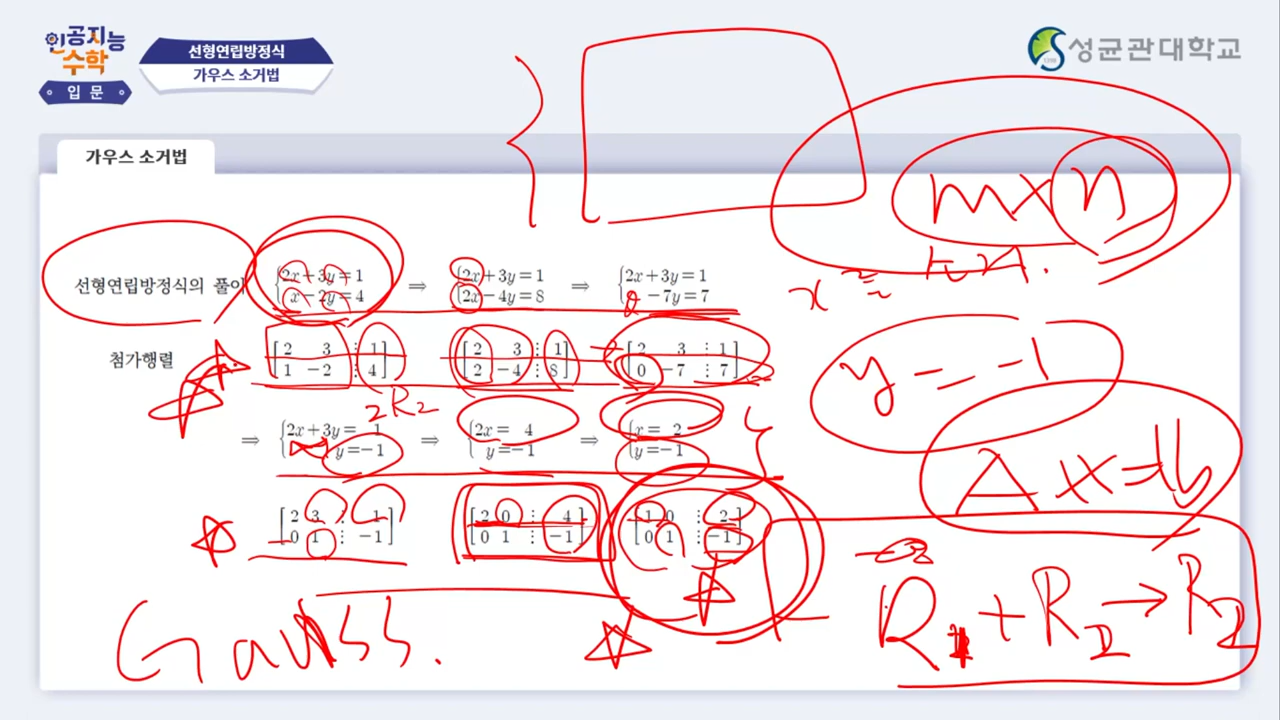 인공지능
수학
입문
선형연립방정식
가우스 소거법
성균관대학교
가우스 소거법
m×n
선형연립방정식의 풀이 {2x+3y=1 x-2y=4 ⇒ {2x+3y=1 2x-4y=8 ⇒ {2x+3y=1 -7y=7
첨가행렬 [2 3 ⋮ 1 1 -2 ⋮ 4] [2 3 ⋮ 1 2 -4 ⋮ 8] [2 3 ⋮ 1 0 -7 ⋮ 7]
y=-1
2R2
⇒ {2x+3y= 1 y=-1 ⇒ {2x= 4 y=-1 ⇒ {x= 2 y=-1
Ax=b
[2 3 ⋮ 1 0 1 ⋮ -1] [2 0 ⋮ 4 0 1 ⋮ -1] [1 0 ⋮ 2 0 1 ⋮ -1]
R1+R2→R2
Gauss.